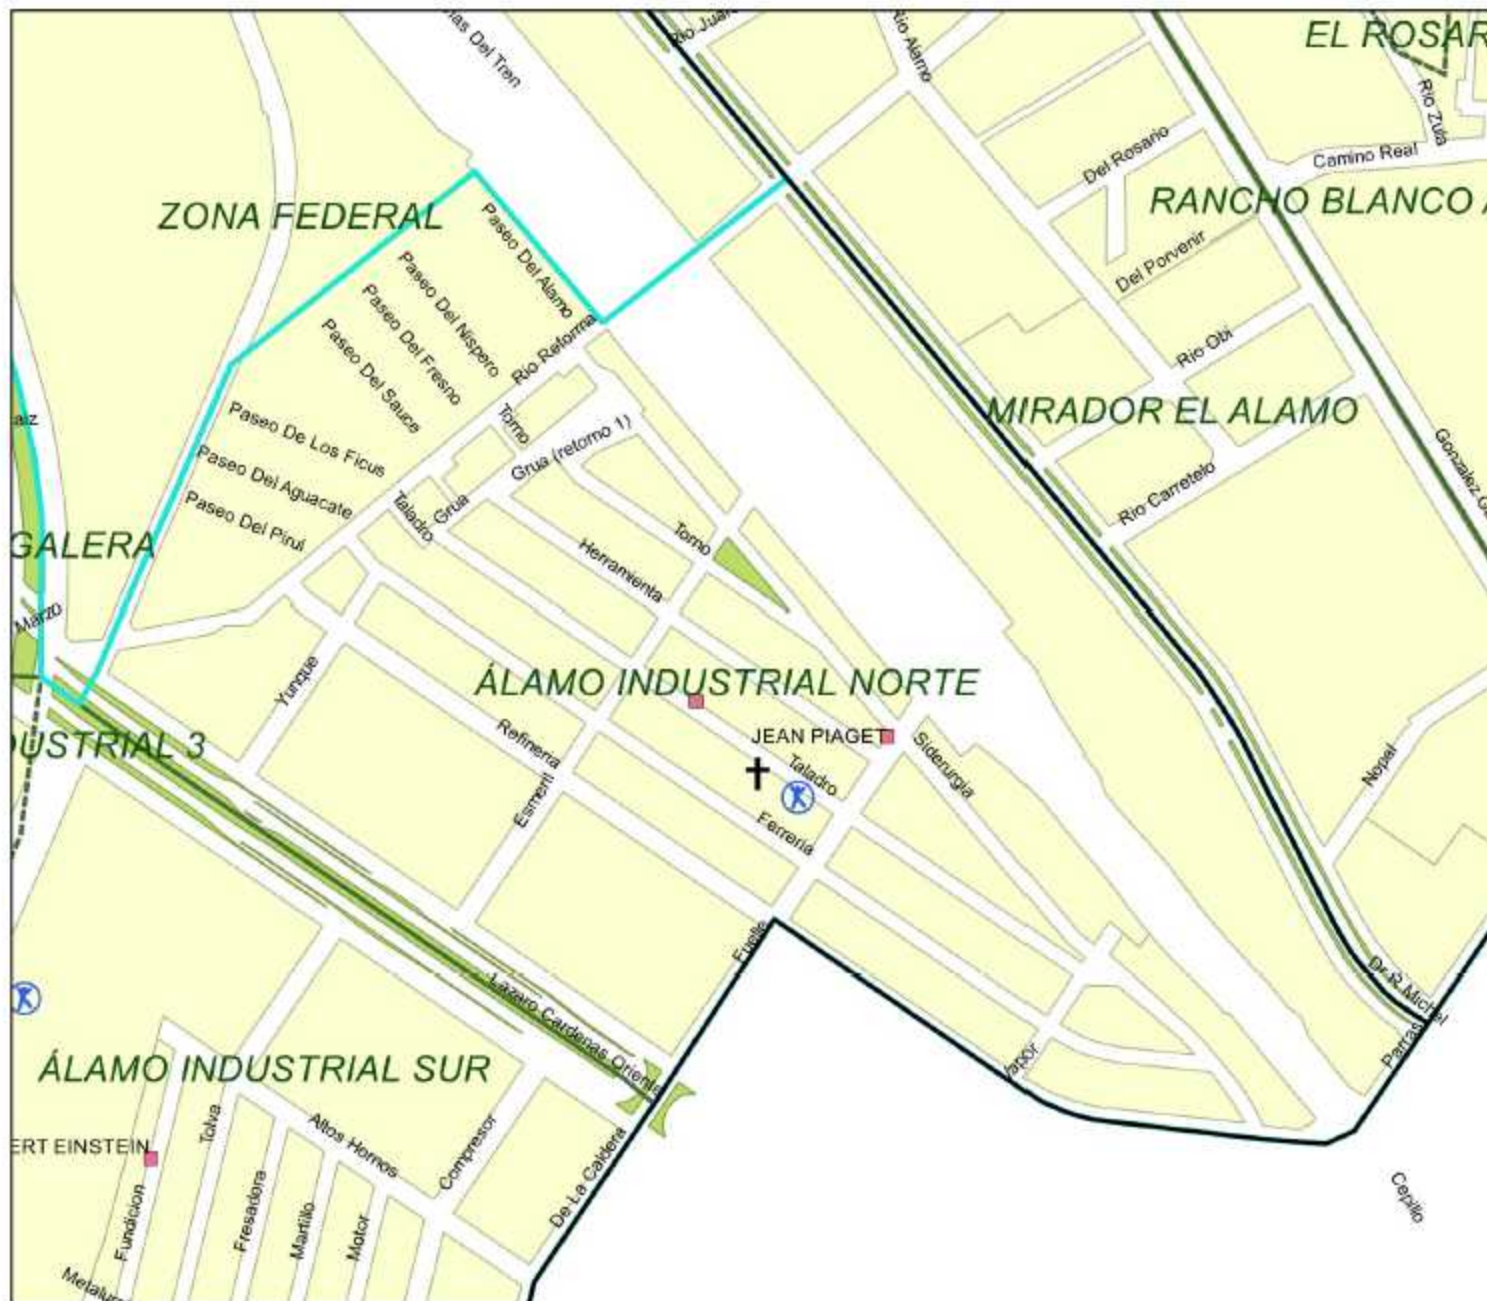 Del Tren
Rio Alamo
EL ROSAR
Rio Zula
Camino Real
Del Rosario
ZONA FEDERAL
RANCHO BLANCO
Paseo Del Alamo
Paseo Del Nispero
Paseo Del Fresno
Paseo Del Sauce
Rio Reforma
Del Porvenir
Rio Obi
MIRADOR EL ALAMO
Paseo De Los Ficus
Paseo Del Aguacate
Paseo Del Pirul
Torno
Grua (retorno 1)
Taladro
Grua
Gonzalez
Rio Carretelo
GALERA
Torno
Herramienta
Marzo
ÁLAMO INDUSTRIAL NORTE
Yunque
JEAN PIAGET
Refineria
Siderurgia
DUSTRIAL 3
Taladro
Nopal
Esmeril
Ferreria
Fuelle
Lazaro Cardenas Oriente
Dr R Michel
Parras
ÁLAMO INDUSTRIAL SUR
Vapor
Tolva
Altos Hornos
Compresor
ERT EINSTEIN
De La Caldera
Cepillo
Fundicion
Fresadora
Martillo
Motor